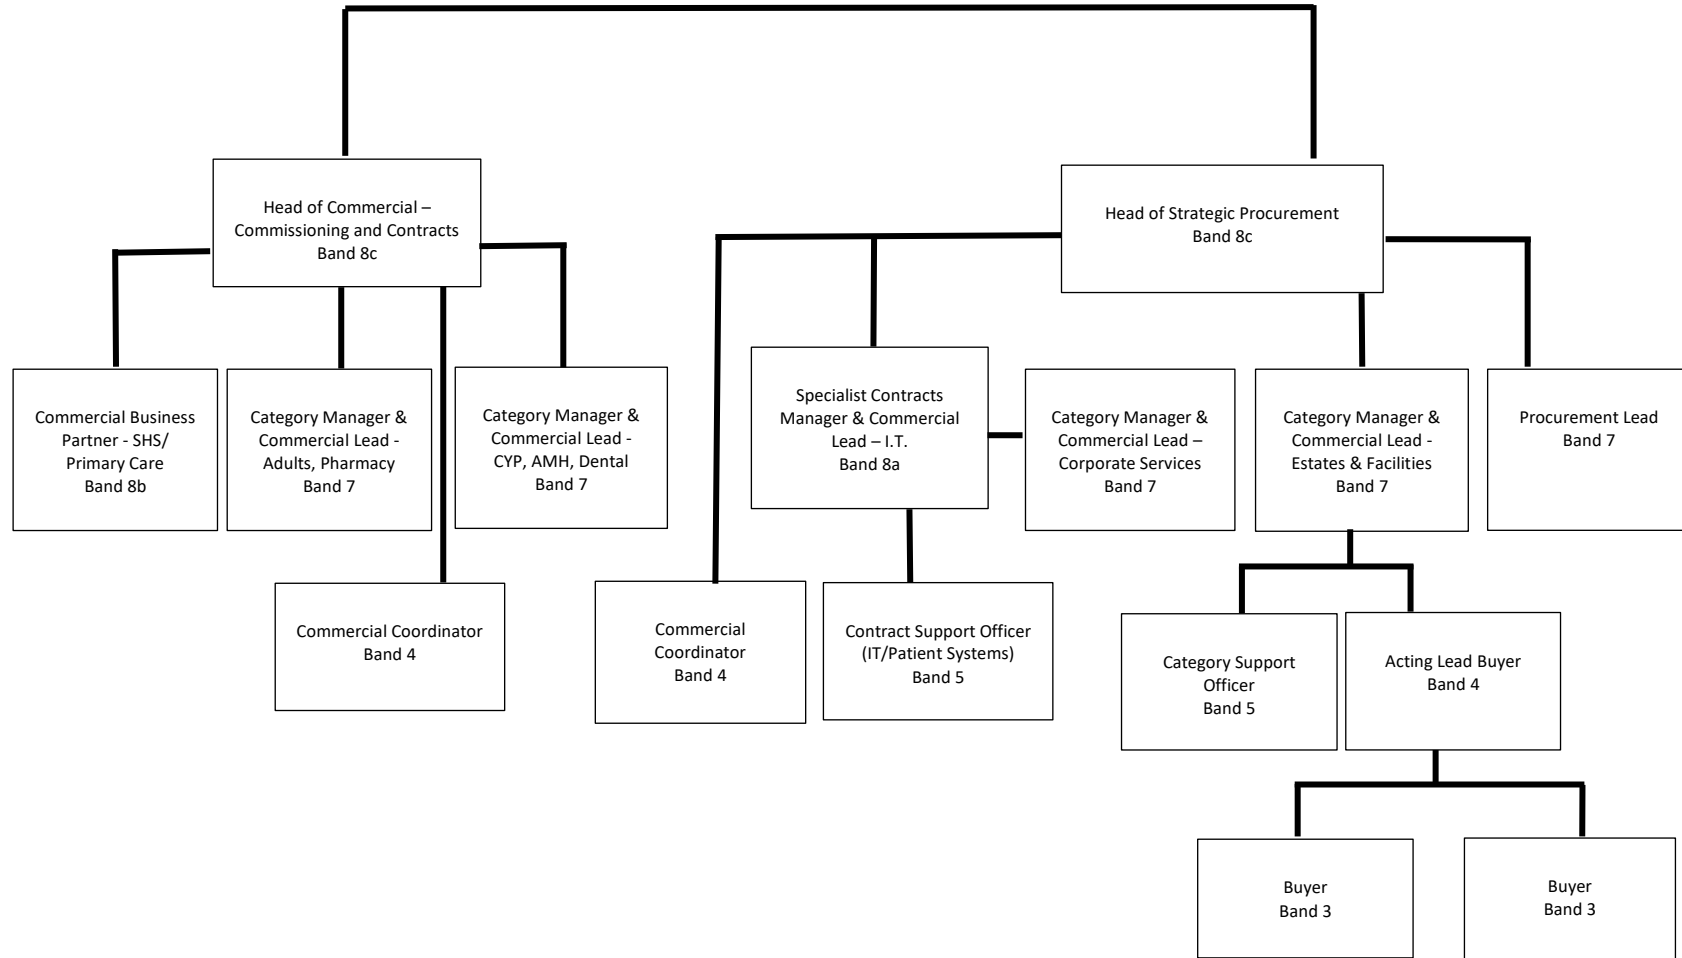 Head of Commercial –
Commissioning and Contracts
Band 8c
Head of Strategic Procurement
Band 8c
Commercial Business
Partner - SHS/
Primary Care
Band 8b
Category Manager &
Commercial Lead -
Adults, Pharmacy
Band 7
Category Manager &
Commercial Lead -
CYP, AMH, Dental
Band 7
Specialist Contracts
Manager & Commercial
Lead – I.T.
Band 8a
Category Manager &
Commercial Lead –
Corporate Services
Band 7
Category Manager &
Commercial Lead -
Estates & Facilities
Band 7
Procurement Lead
Band 7
Commercial Coordinator
Band 4
Commercial
Coordinator
Band 4
Contract Support Officer
(IT/Patient Systems)
Band 5
Category Support
Officer
Band 5
Acting Lead Buyer
Band 4
Buyer
Band 3
Buyer
Band 3